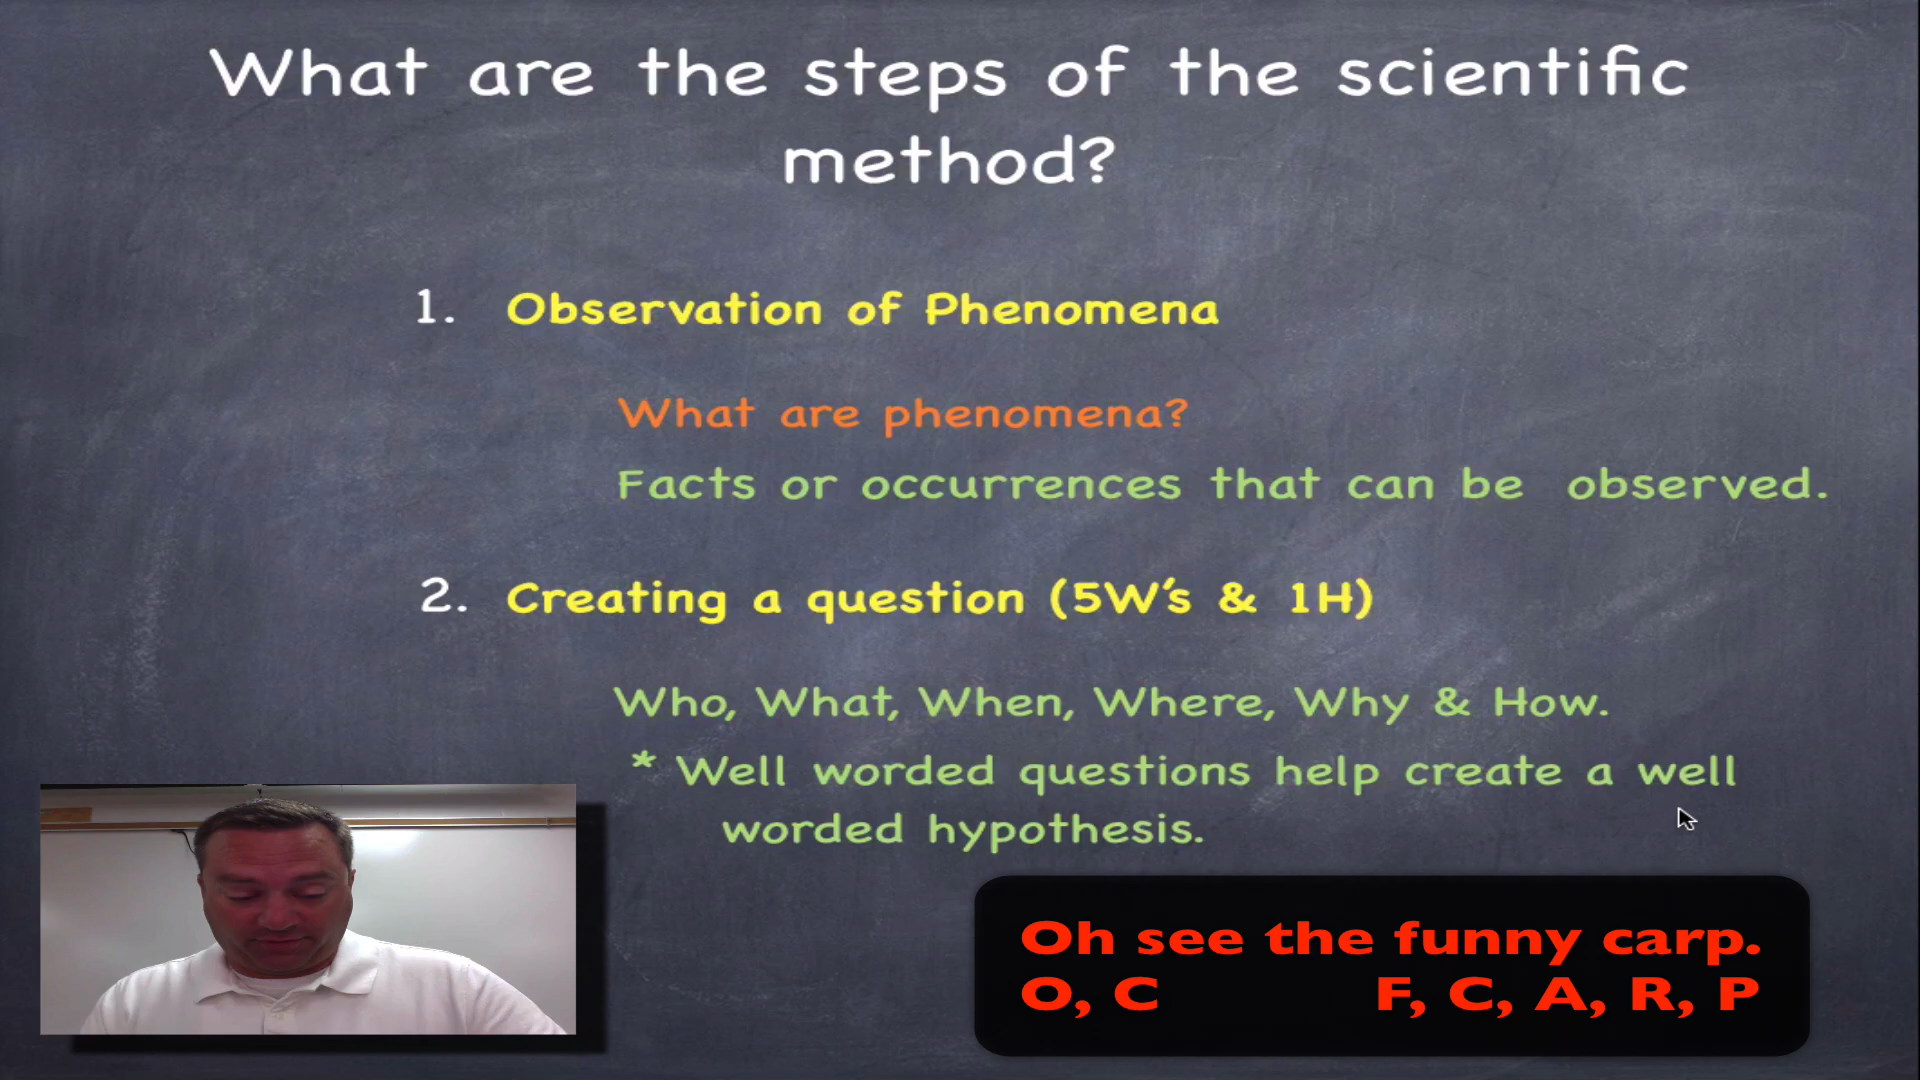 What are the steps of the scientific
method?
1. Observation of Phenomena
What are phenomena?
Facts or occurrences that can be observed.
2. Creating a question (5W's & 1H)
Who, What, When, Where, Why & How.
* Well worded questions help create a well
worded hypothesis.
Oh see the funny carp.
O, C F, C, A, R, P